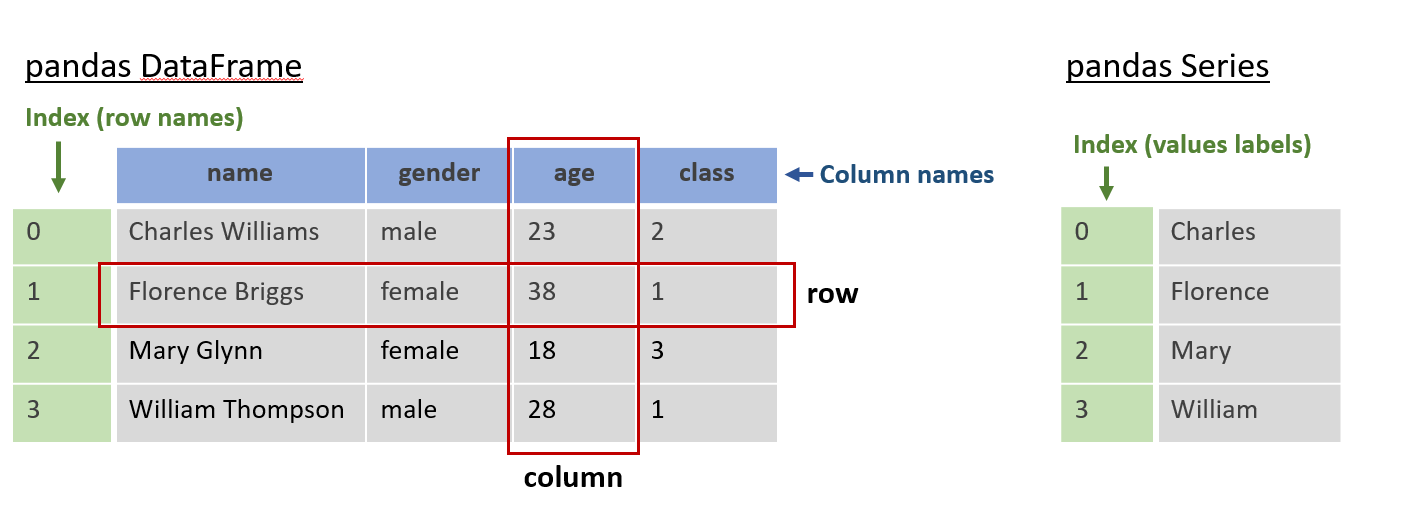 pandas DataFrame
Index (row names)
name gender age class
Column names
0 Charles Williams male 23 2
1 Florence Briggs female 38 1
row
2 Mary Glynn female 18 3
3 William Thompson male 28 1
column
pandas Series
Index (values labels)
0 Charles
1 Florence
2 Mary
3 William